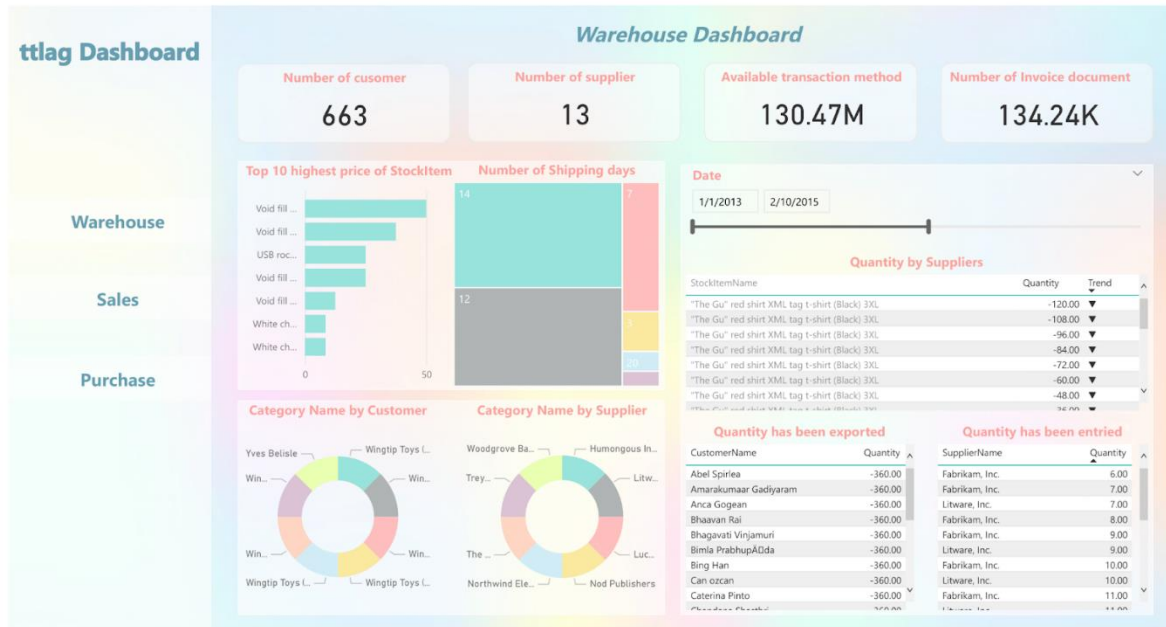 ttlag Dashboard
Warehouse
Sales
Purchase
Warehouse Dashboard
Number of cusomer
663
Number of supplier
13
Available transaction method
130.47M
Number of Invoice document
134.24K
Top 10 highest price of StockItem
Void fill ...
Void fill ...
USB roc...
Void fill ...
Void fill ...
White ch...
White ch...
0 50
Number of Shipping days
14
7
12
3
20
Date
1/1/2013 2/10/2015
Quantity by Suppliers
StockItemName Quantity Trend
"The Gu" red shirt XML tag t-shirt (Black) 3XL -120.00 ▼
"The Gu" red shirt XML tag t-shirt (Black) 3XL -108.00 ▼
"The Gu" red shirt XML tag t-shirt (Black) 3XL -96.00 ▼
"The Gu" red shirt XML tag t-shirt (Black) 3XL -84.00 ▼
"The Gu" red shirt XML tag t-shirt (Black) 3XL -72.00 ▼
"The Gu" red shirt XML tag t-shirt (Black) 3XL -60.00 ▼
"The Gu" red shirt XML tag t-shirt (Black) 3XL -48.00 ▼
Category Name by Customer
Yves Belisle
Wingtip Toys (...
Win...
Win...
Win...
Win...
Wingtip Toys (...
Wingtip Toys (...
Category Name by Supplier
Woodgrove Ba...
Humongous In...
Trey...
Litw...
The ...
Luc...
Northwind Ele...
Nod Publishers
Quantity has been exported
CustomerName Quantity
Abel Spirlea -360.00
Amarakumaar Gadiyaram -360.00
Anca Gogean -360.00
Bhaavan Rai -360.00
Bhagavati Vinjamuri -360.00
Bimla -360.00
Bing Han -360.00
Can ozcan -360.00
Caterina Pinto -360.00
Quantity has been entried
SupplierName Quantity
Fabrikam, Inc. 6.00
Fabrikam, Inc. 7.00
Litware, Inc. 7.00
Fabrikam, Inc. 8.00
Fabrikam, Inc. 9.00
Litware, Inc. 9.00
Fabrikam, Inc. 10.00
Litware, Inc. 10.00
Fabrikam, Inc. 11.00